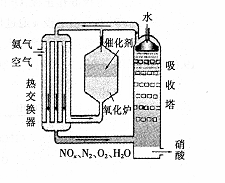 水
氨气
空气
热交换器
催化剂
氧化炉
吸收塔
硝酸
NOₓ、N₂、O₂、H₂O